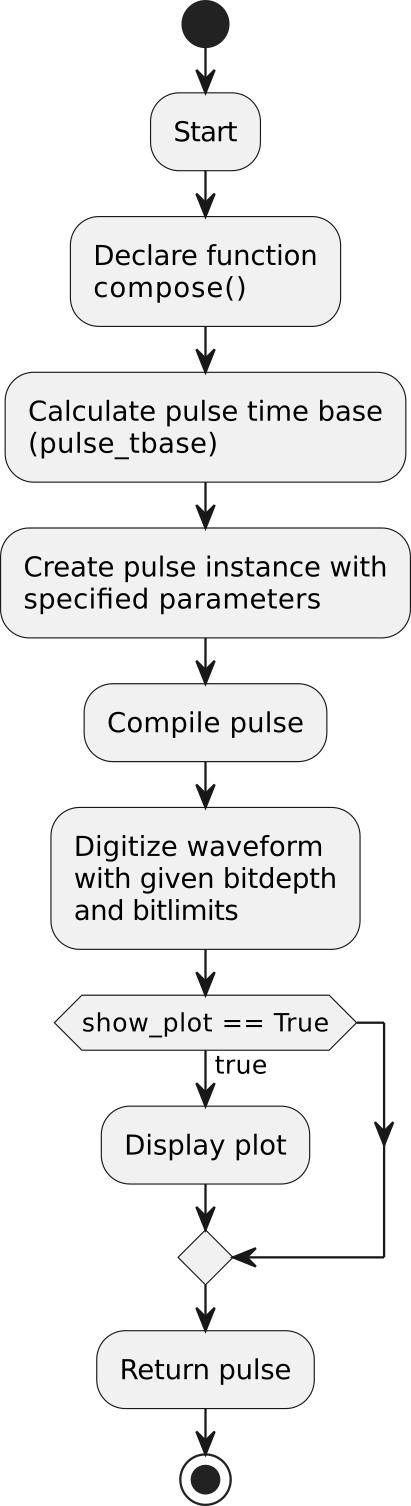 Start
Declare function
compose()
Calculate pulse time base
(pulse_tbase)
Create pulse instance with
specified parameters
Compile pulse
Digitize waveform
with given bitdepth
and bitlimits
show_plot == True
true
Display plot
Return pulse